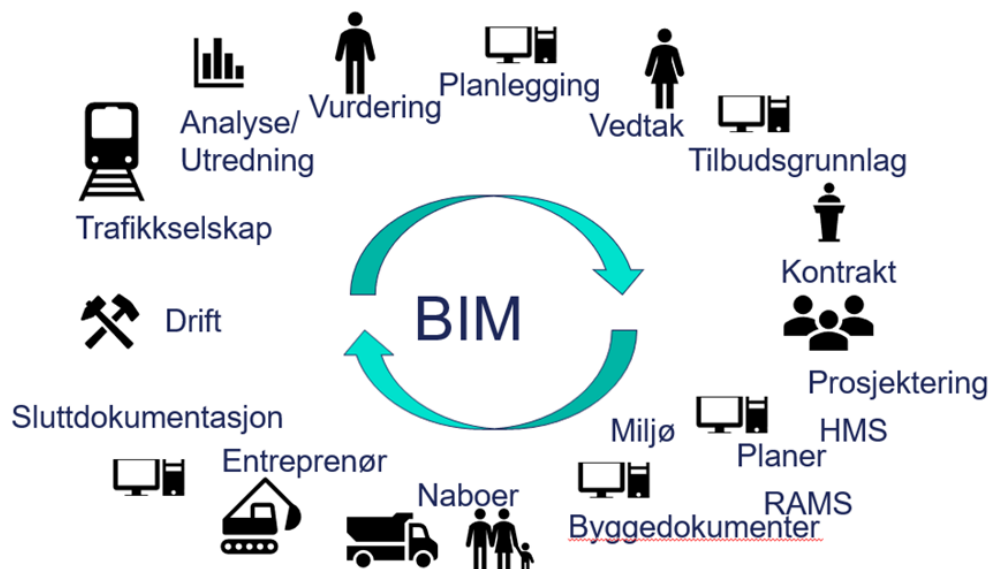 Planlegging
Vurdering
Analyse/
Utredning
Vedtak
Tilbudsgrunnlag
Trafikkselskap
Kontrakt
BIM
Drift
Prosjektering
Sluttdokumentasjon
Miljø
HMS
Entreprenør
Planer
Naboer
RAMS
Byggedokumenter